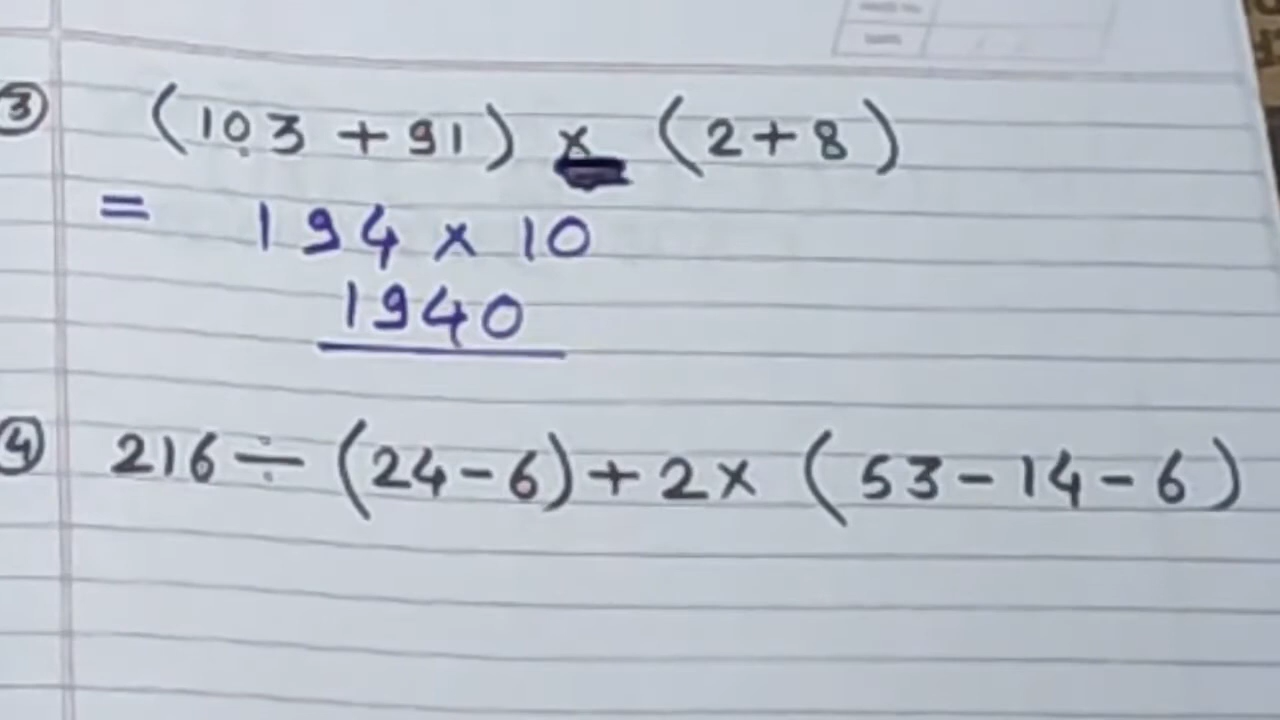 ③ (103 + 91) × (2 + 8)
= 194 × 10
1940
④ 216 ÷ (24 - 6) + 2 × (53 - 14 - 6)